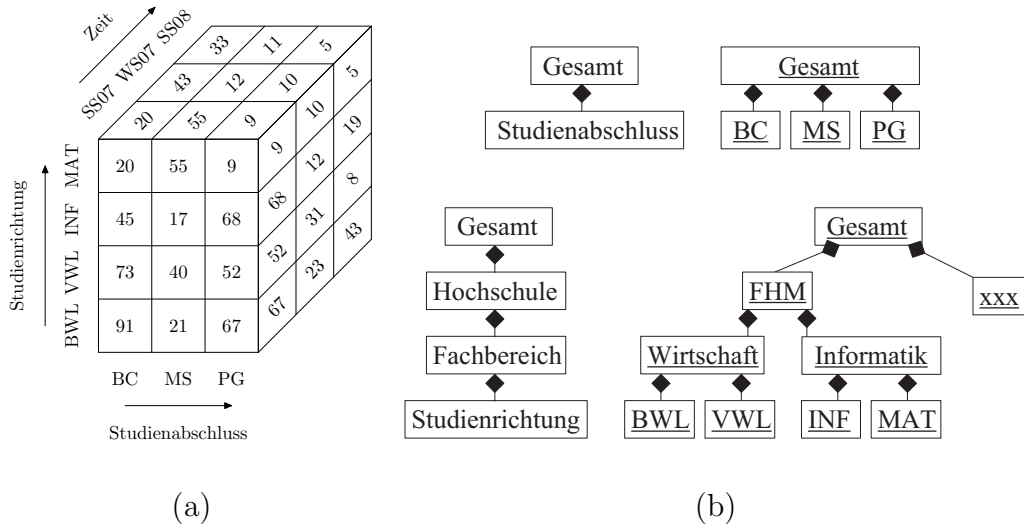 Zeit
SS07 WS07 SS08
33 11 5
43 12 10
20 55 9
Studienrichtung
BWL VWL INF MAT
20 55 9
45 17 68
73 40 52
91 21 67
9 10 5
68 12 19
52 31 8
67 23 43
BC MS PG
Studienabschluss
(a)
Gesamt
Studienabschluss
Gesamt
BC MS PG
Gesamt
Hochschule
Fachbereich
Studienrichtung
Gesamt
FHM xxx
Wirtschaft Informatik
BWL VWL INF MAT
(b)